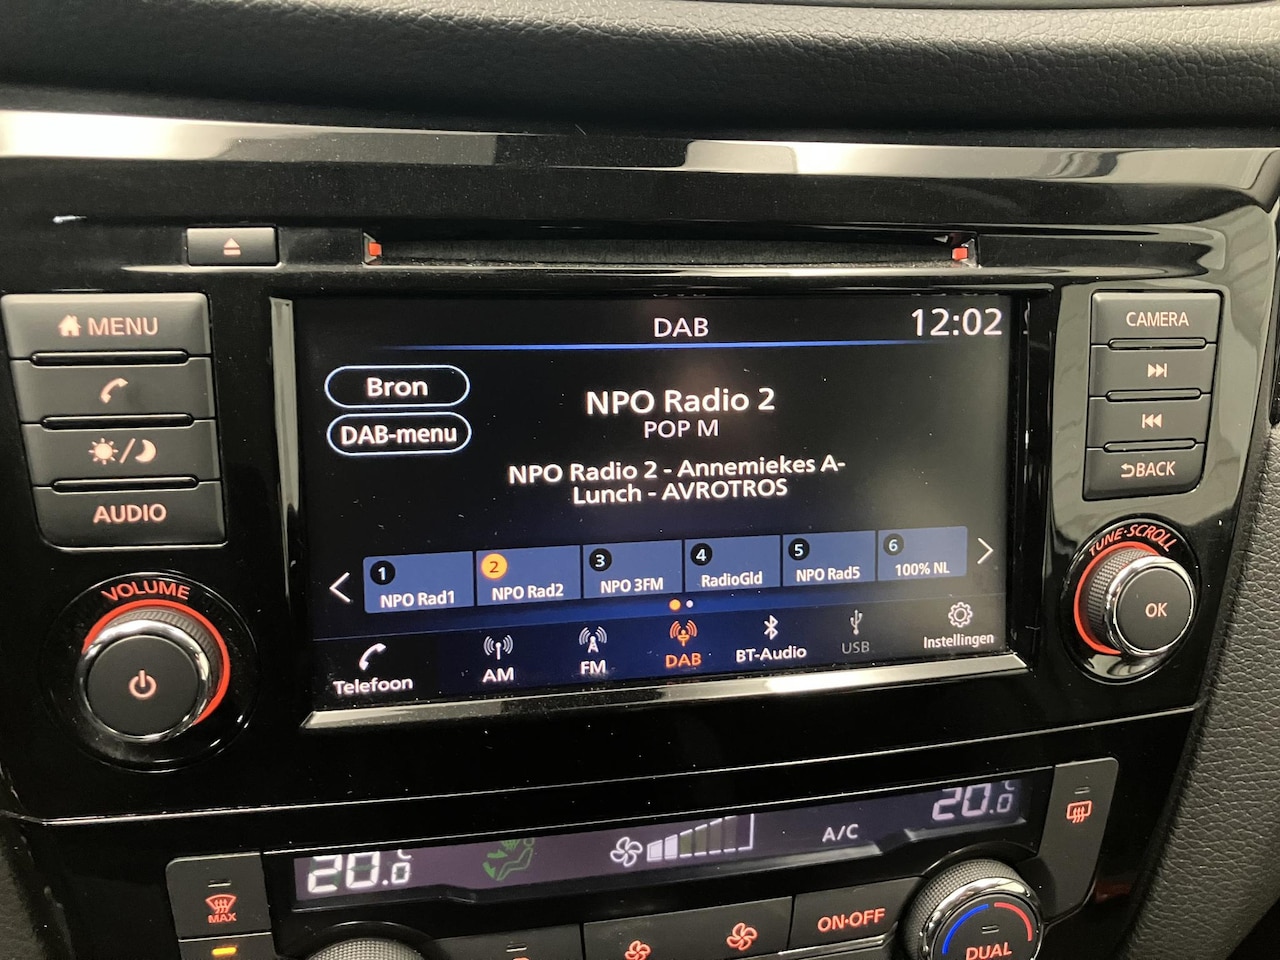 MENU
AUDIO
VOLUME
DAB
12:02
Bron
DAB-menu
NPO Radio 2
POP M
NPO Radio 2 - Annemiekes A-
Lunch - AVROTROS
1
NPO Rad1
2
NPO Rad2
3
NPO 3FM
4
RadioGld
5
NPO Rad5
6
100% NL
Telefoon
AM
FM
DAB
BT-Audio
USB
Instellingen
CAMERA
BACK
TUNE·SCROLL
OK
20.0°C
A/C
20.0°C
MAX
ON·OFF
DUAL